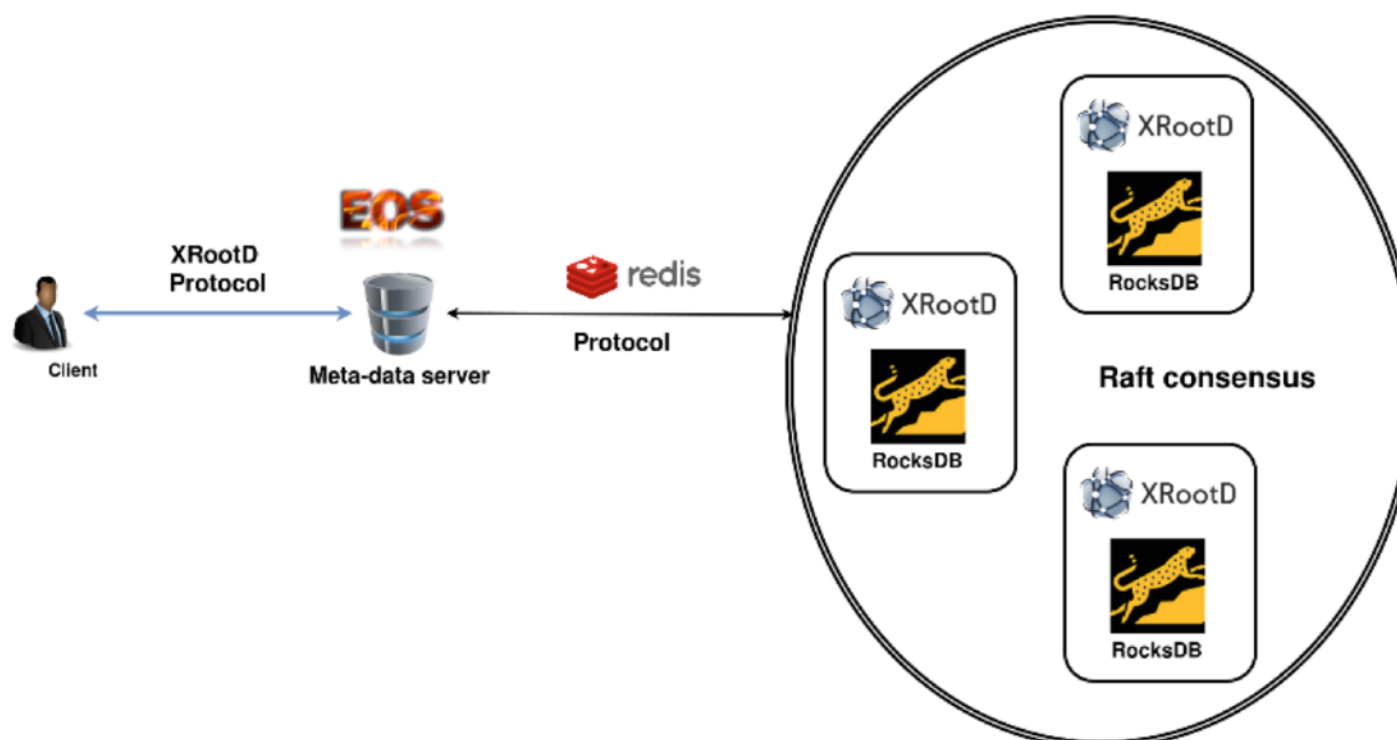 EOS
XRootD
Protocol
Client
Meta-data server
redis
Protocol
XRootD
RocksDB
XRootD
RocksDB
Raft consensus
XRootD
RocksDB